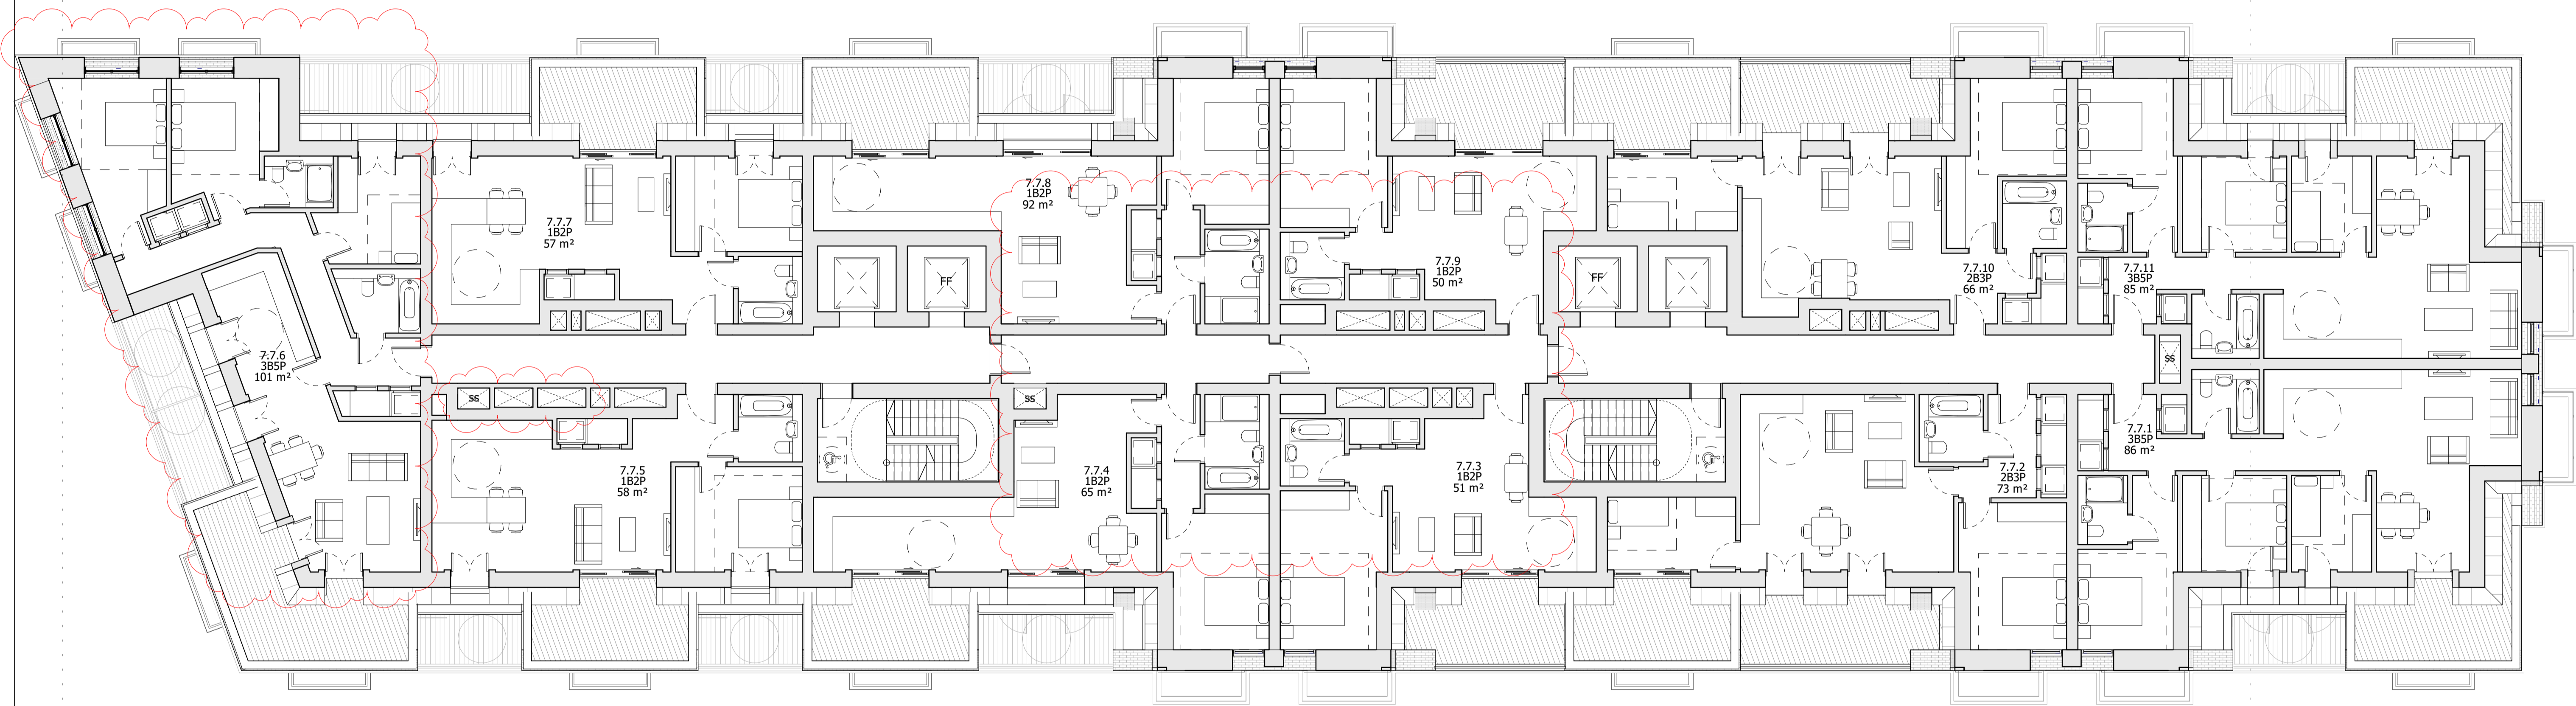 7.7.7
1B2P
57 m²
7.7.8
1B2P
92 m²
7.7.9
1B2P
50 m²
7.7.10
2B3P
66 m²
7.7.11
3B5P
85 m²
FF
FF
7.7.6
3B5P
101 m²
SS
SS
SS
7.7.5
1B2P
58 m²
7.7.4
1B2P
65 m²
7.7.3
1B2P
51 m²
7.7.2
2B3P
73 m²
7.7.1
3B5P
86 m²